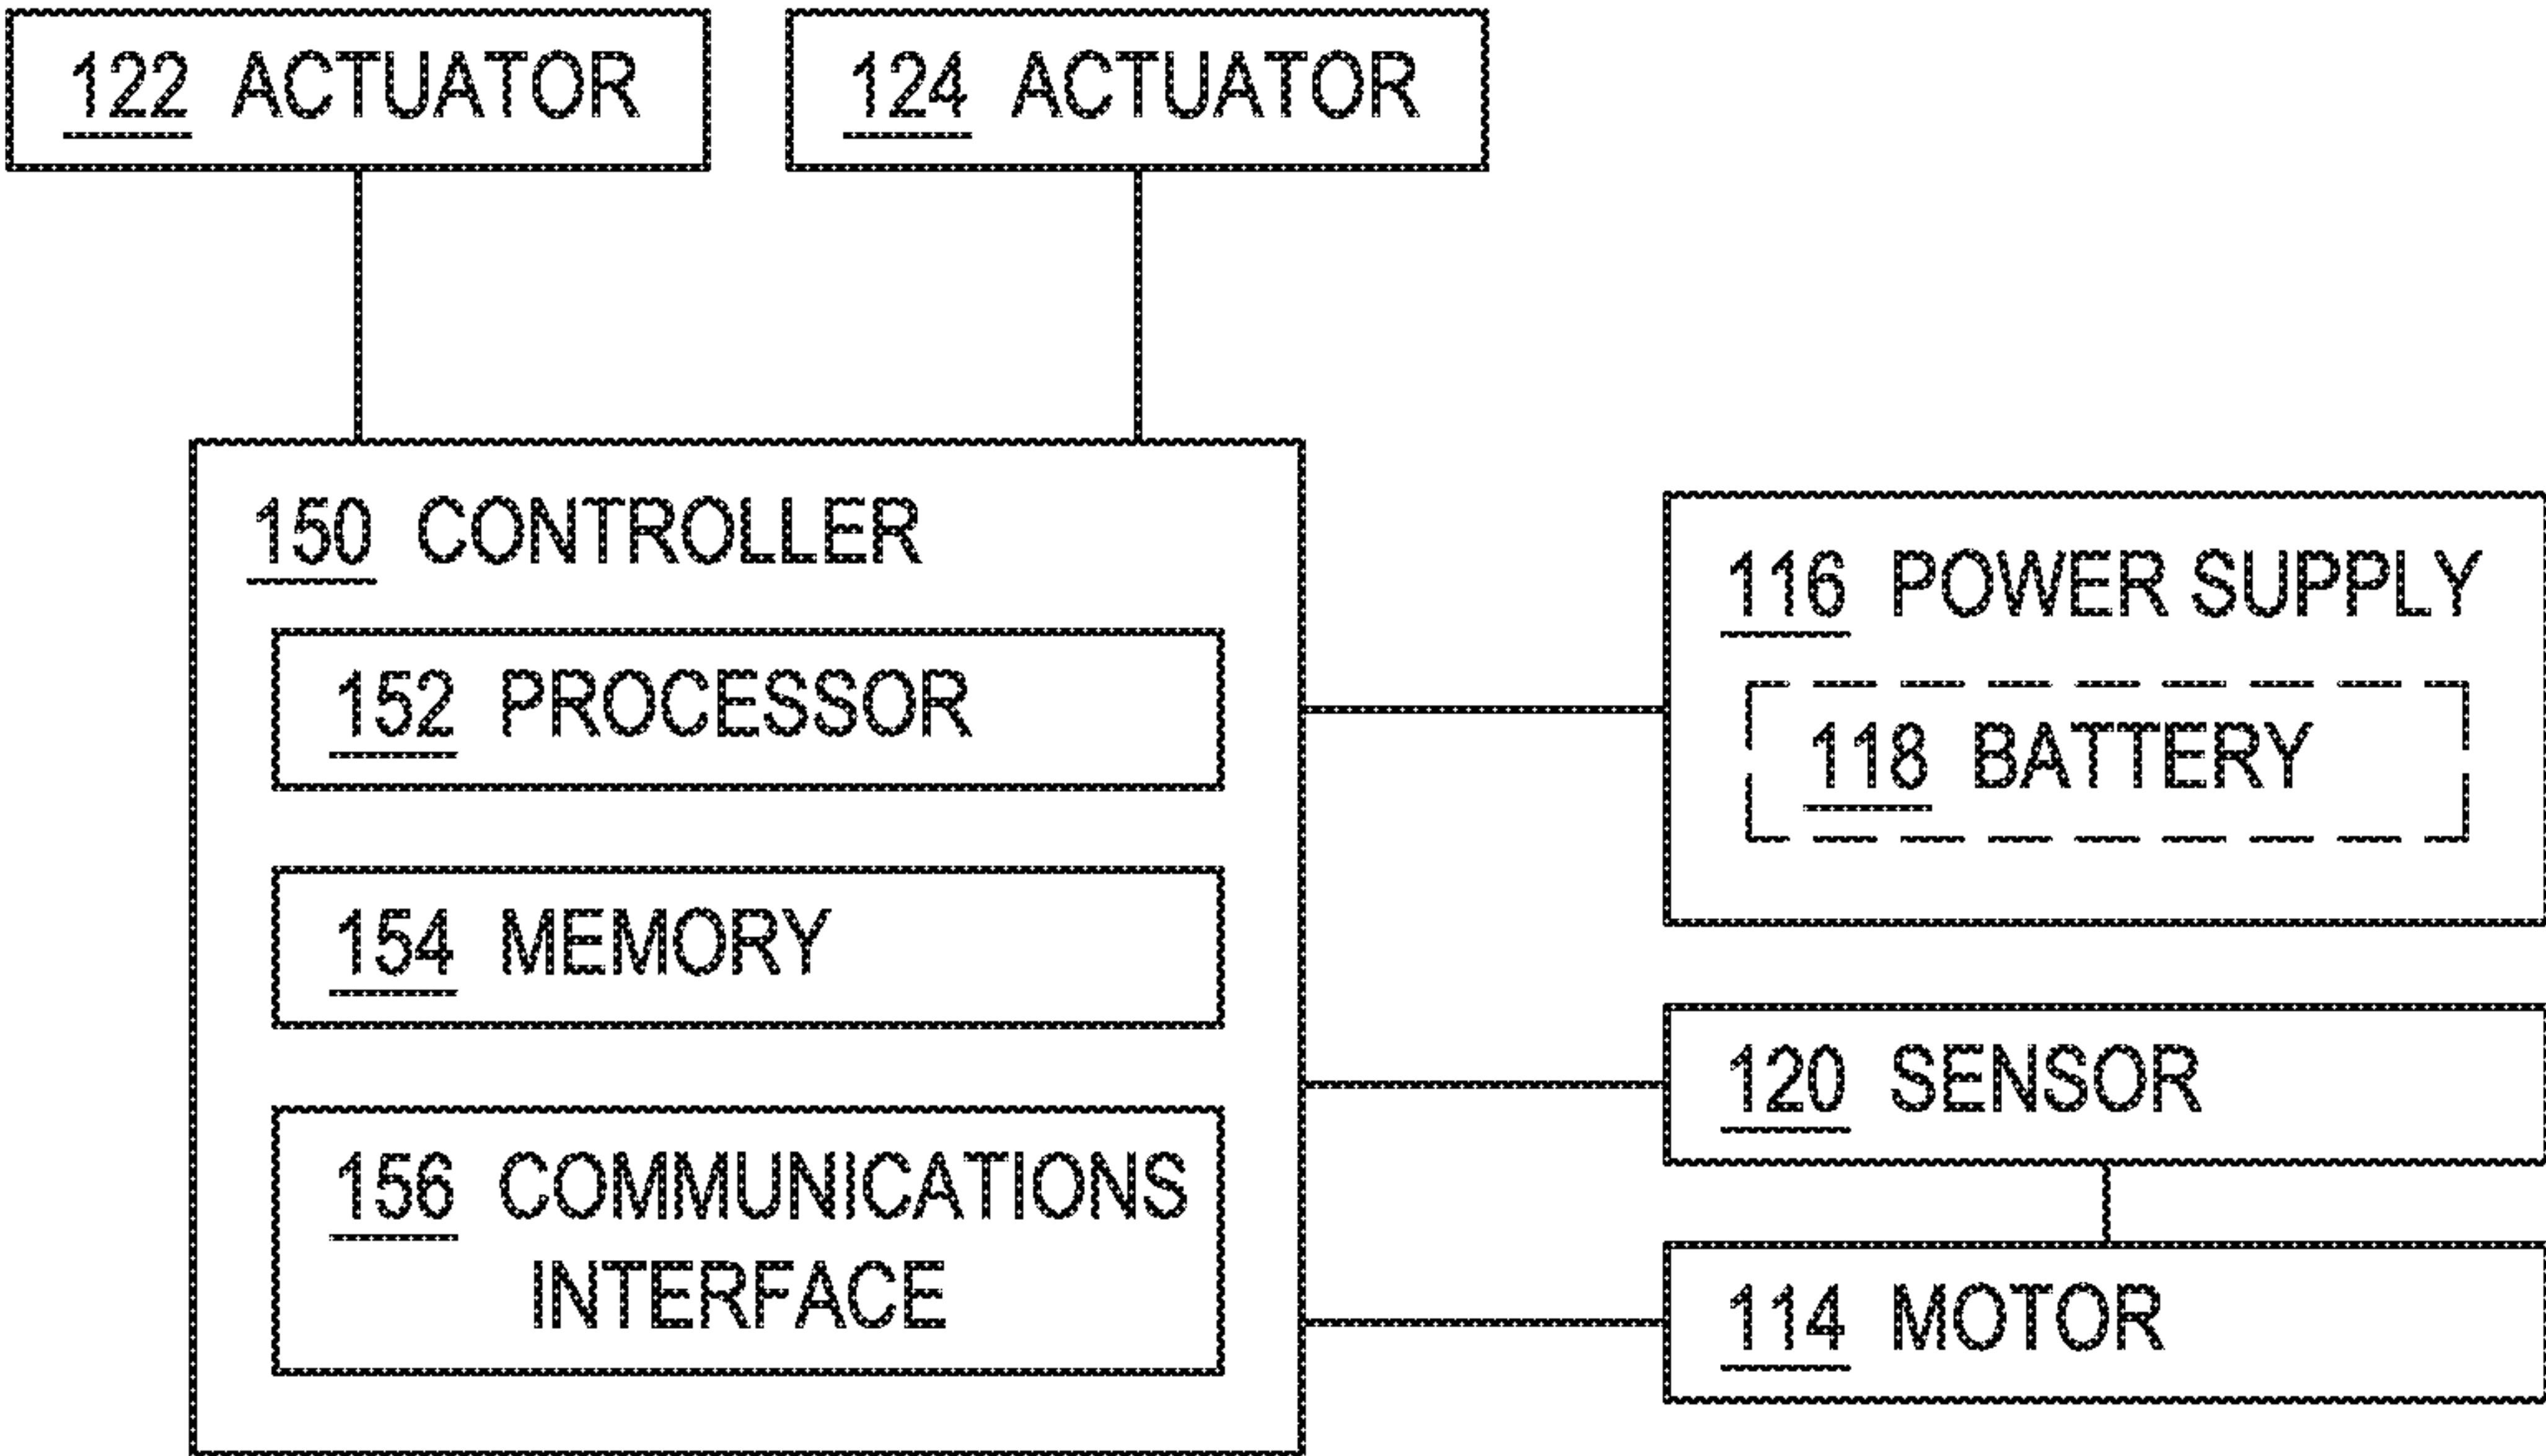 122 ACTUATOR
124 ACTUATOR
150 CONTROLLER
152 PROCESSOR
154 MEMORY
156 COMMUNICATIONS
INTERFACE
116 POWER SUPPLY
118 BATTERY
120 SENSOR
114 MOTOR